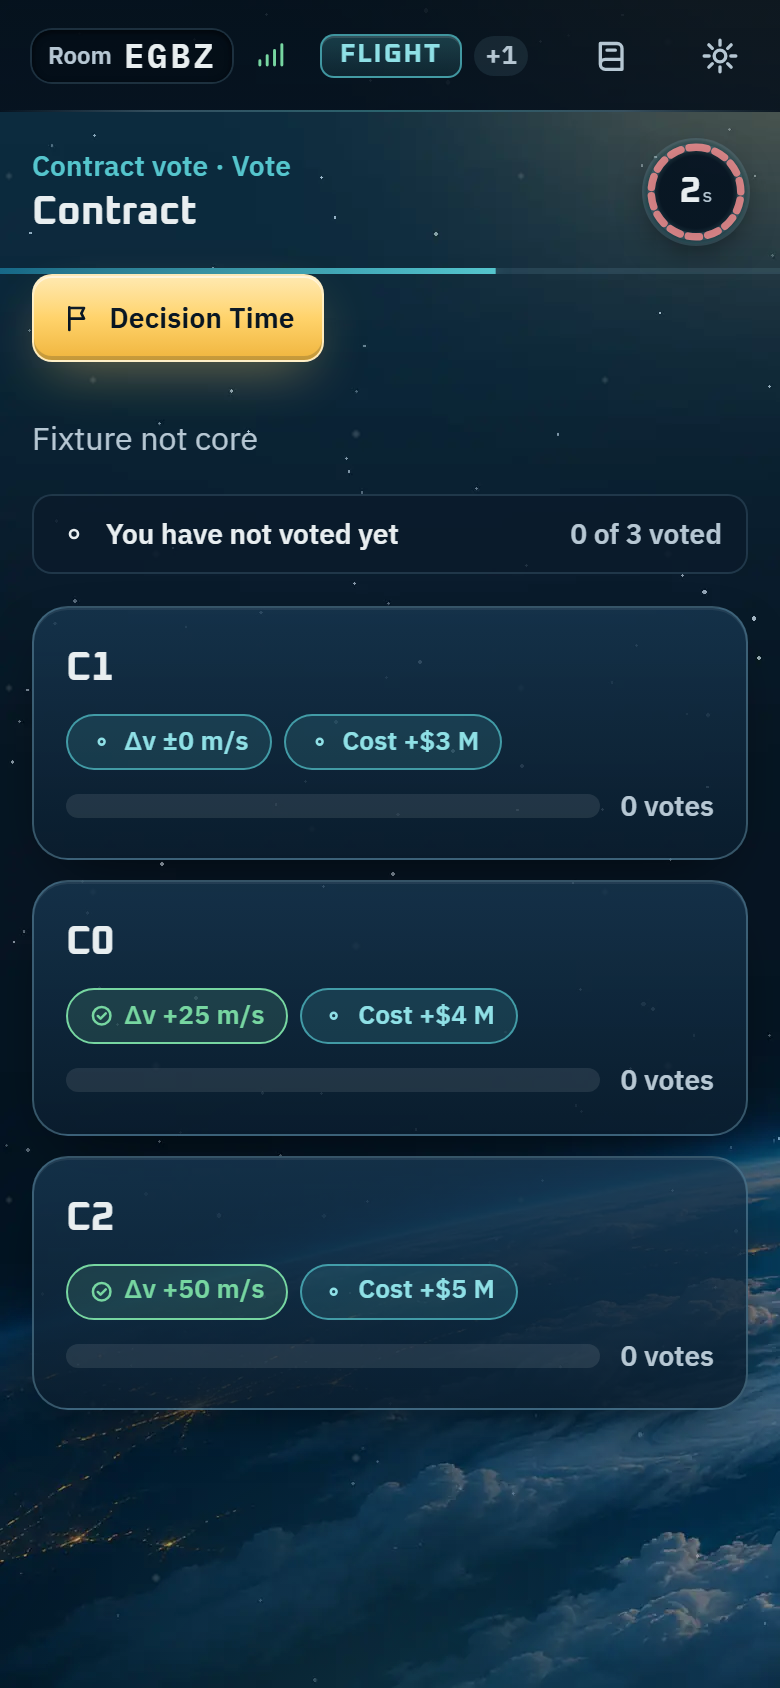 Room EGBZ FLIGHT +1
Contract vote · Vote
Contract
2s
Decision Time
Fixture not core
You have not voted yet 0 of 3 voted
C1
Δv ±0 m/s Cost +$3 M
0 votes
C0
Δv +25 m/s Cost +$4 M
0 votes
C2
Δv +50 m/s Cost +$5 M
0 votes